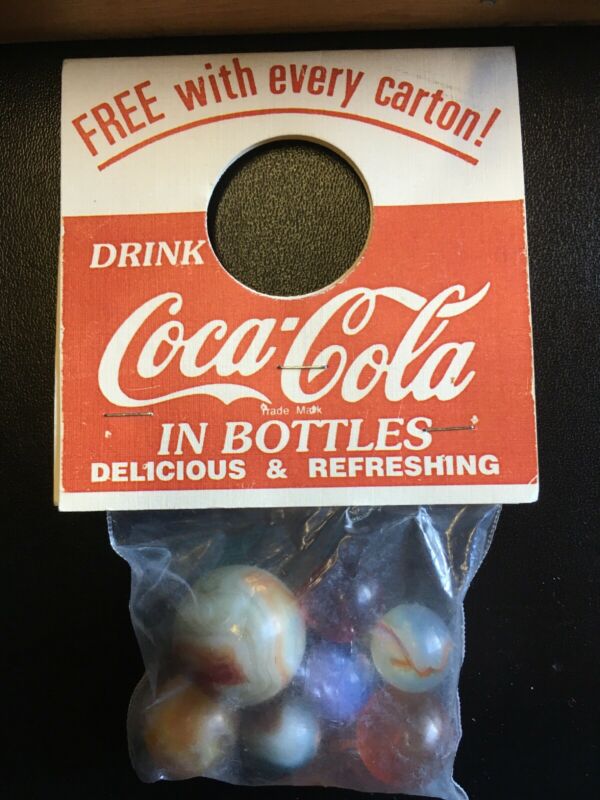 FREE with every carton!
DRINK
Coca-Cola
Trade Mark
IN BOTTLES
DELICIOUS & REFRESHING